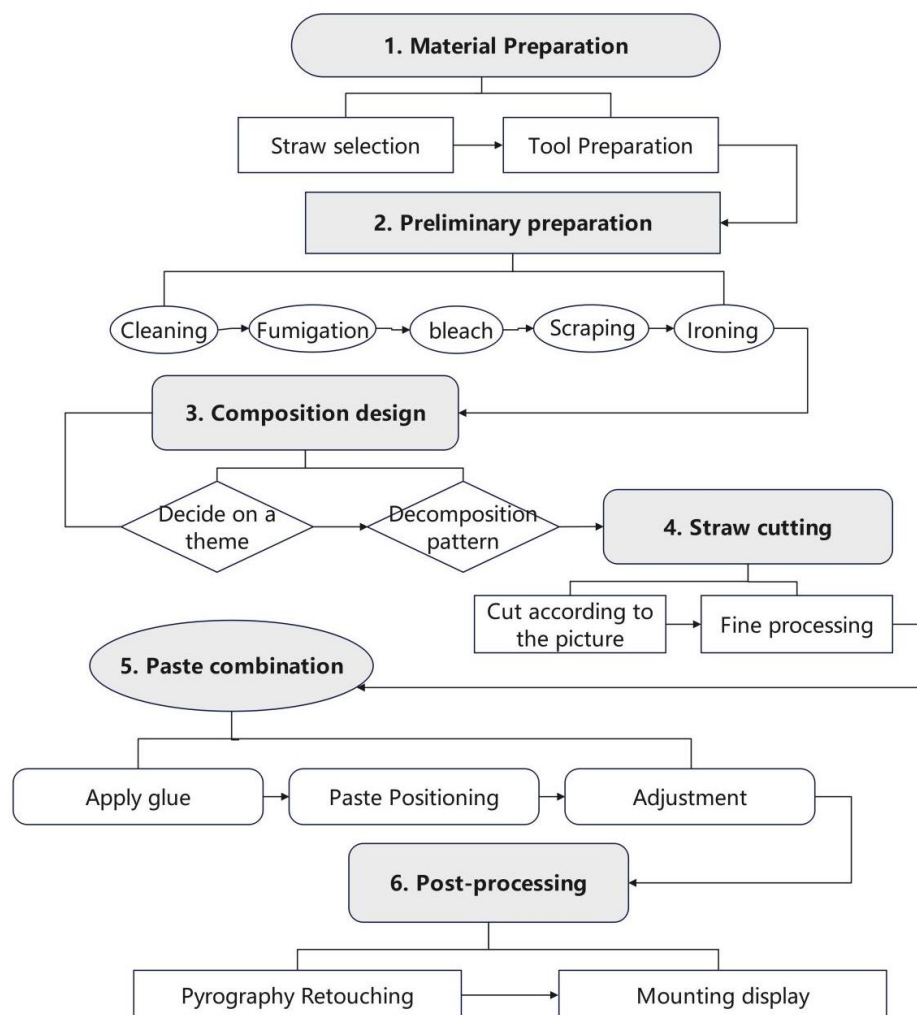 1. Material Preparation
Straw selection
Tool Preparation
2. Preliminary preparation
Cleaning
Fumigation
bleach
Scraping
Ironing
3. Composition design
Decide on a
theme
Decomposition
pattern
4. Straw cutting
Cut according to
the picture
Fine processing
5. Paste combination
Apply glue
Paste Positioning
Adjustment
6. Post-processing
Pyrography Retouching
Mounting display